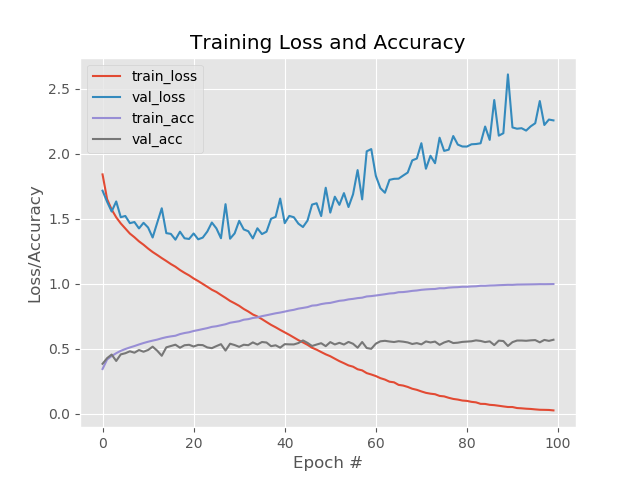 Training Loss and Accuracy
train_loss
val_loss
train_acc
val_acc
Loss/Accuracy
2.5
2.0
1.5
1.0
0.5
0.0
0 20 40 60 80 100
Epoch #